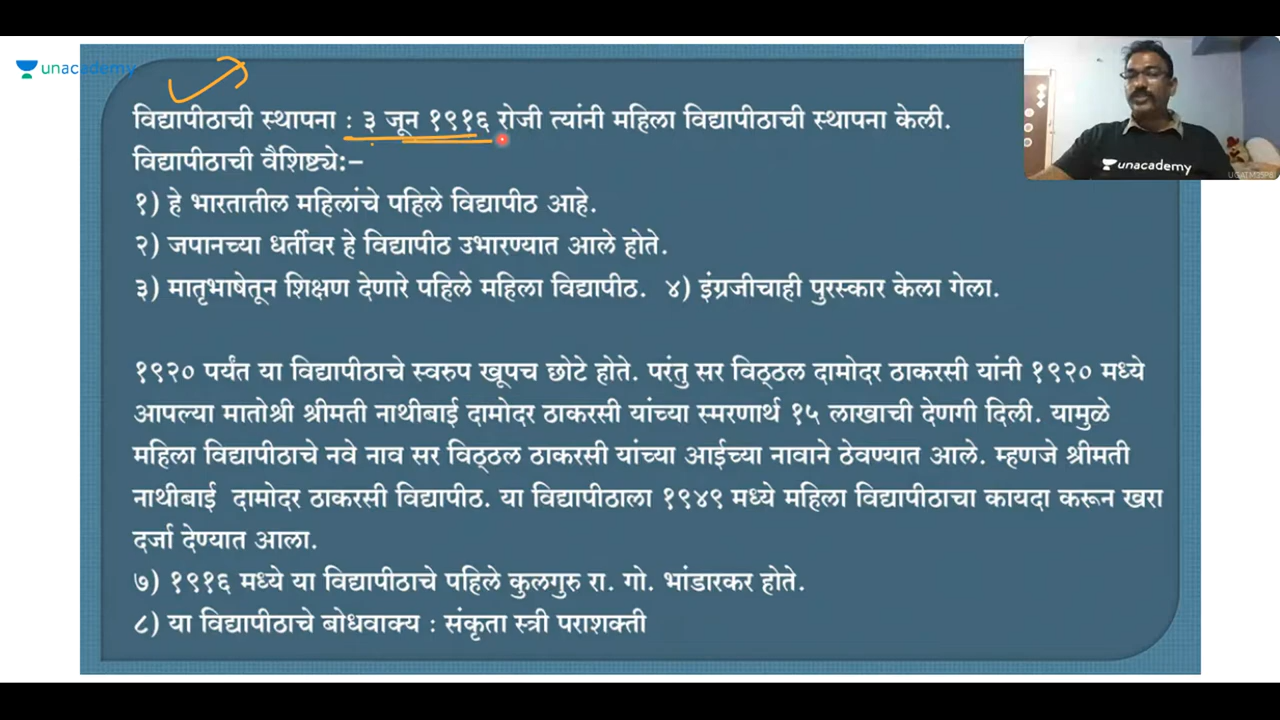 unacademy
विद्यापीठाची स्थापना : ३ जून १९१६ रोजी त्यांनी महिला विद्यापीठाची स्थापना केली.
unacademy
UGATM25P6
विद्यापीठाची वैशिष्ट्ये:–
१) हे भारतातील महिलांचे पहिले विद्यापीठ आहे.
२) जपानच्या धर्तीवर हे विद्यापीठ उभारण्यात आले होते.
३) मातृभाषेतून शिक्षण देणारे पहिले महिला विद्यापीठ. ४) इंग्रजीचाही पुरस्कार केला गेला.
१९२० पर्यंत या विद्यापीठाचे स्वरुप खूपच छोटे होते. परंतु सर विठ्ठल दामोदर ठाकरसी यांनी १९२० मध्ये
आपल्या मातोश्री श्रीमती नाथीबाई दामोदर ठाकरसी यांच्या स्मरणार्थ १५ लाखाची देणगी दिली. यामुळे
महिला विद्यापीठाचे नवे नाव सर विठ्ठल ठाकरसी यांच्या आईच्या नावाने ठेवण्यात आले. म्हणजे श्रीमती
नाथीबाई दामोदर ठाकरसी विद्यापीठ. या विद्यापीठाला १९४९ मध्ये महिला विद्यापीठाचा कायदा करून खरा
दर्जा देण्यात आला.
७) १९१६ मध्ये या विद्यापीठाचे पहिले कुलगुरु रा. गो. भांडारकर होते.
८) या विद्यापीठाचे बोधवाक्य : संकृता स्त्री पराशक्ती